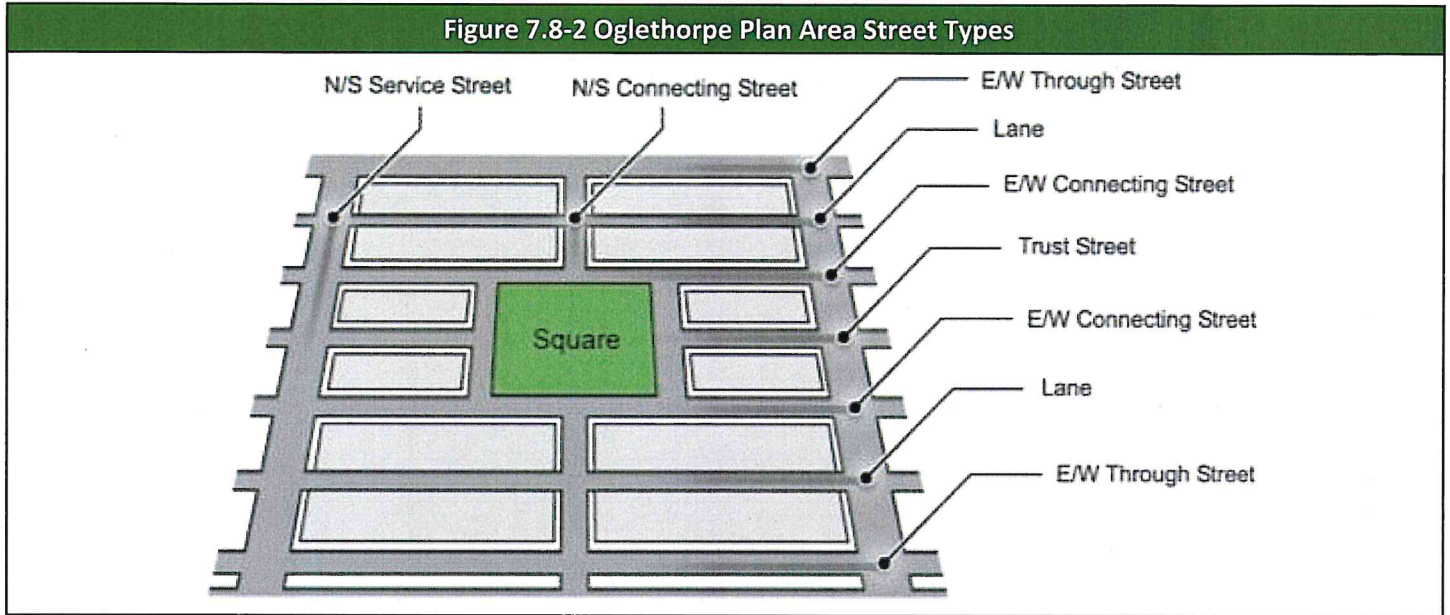 Figure 7.8-2 Oglethorpe Plan Area Street Types
N/S Service Street
N/S Connecting Street
E/W Through Street
Lane
E/W Connecting Street
Trust Street
E/W Connecting Street
Lane
E/W Through Street
Square